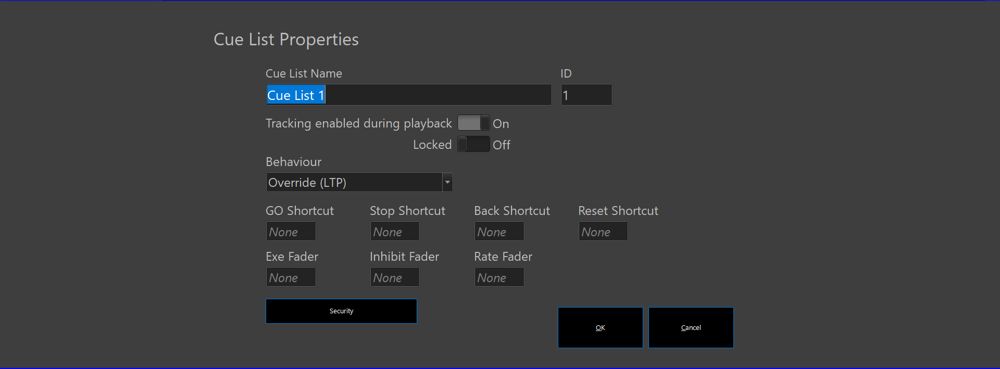 Cue List Properties
Cue List Name ID
Cue List 1 1
Tracking enabled during playback On
Locked Off
Behaviour
Override (LTP)
GO Shortcut Stop Shortcut Back Shortcut Reset Shortcut
None None None None
Exe Fader Inhibit Fader Rate Fader
None None None
Security
OK Cancel